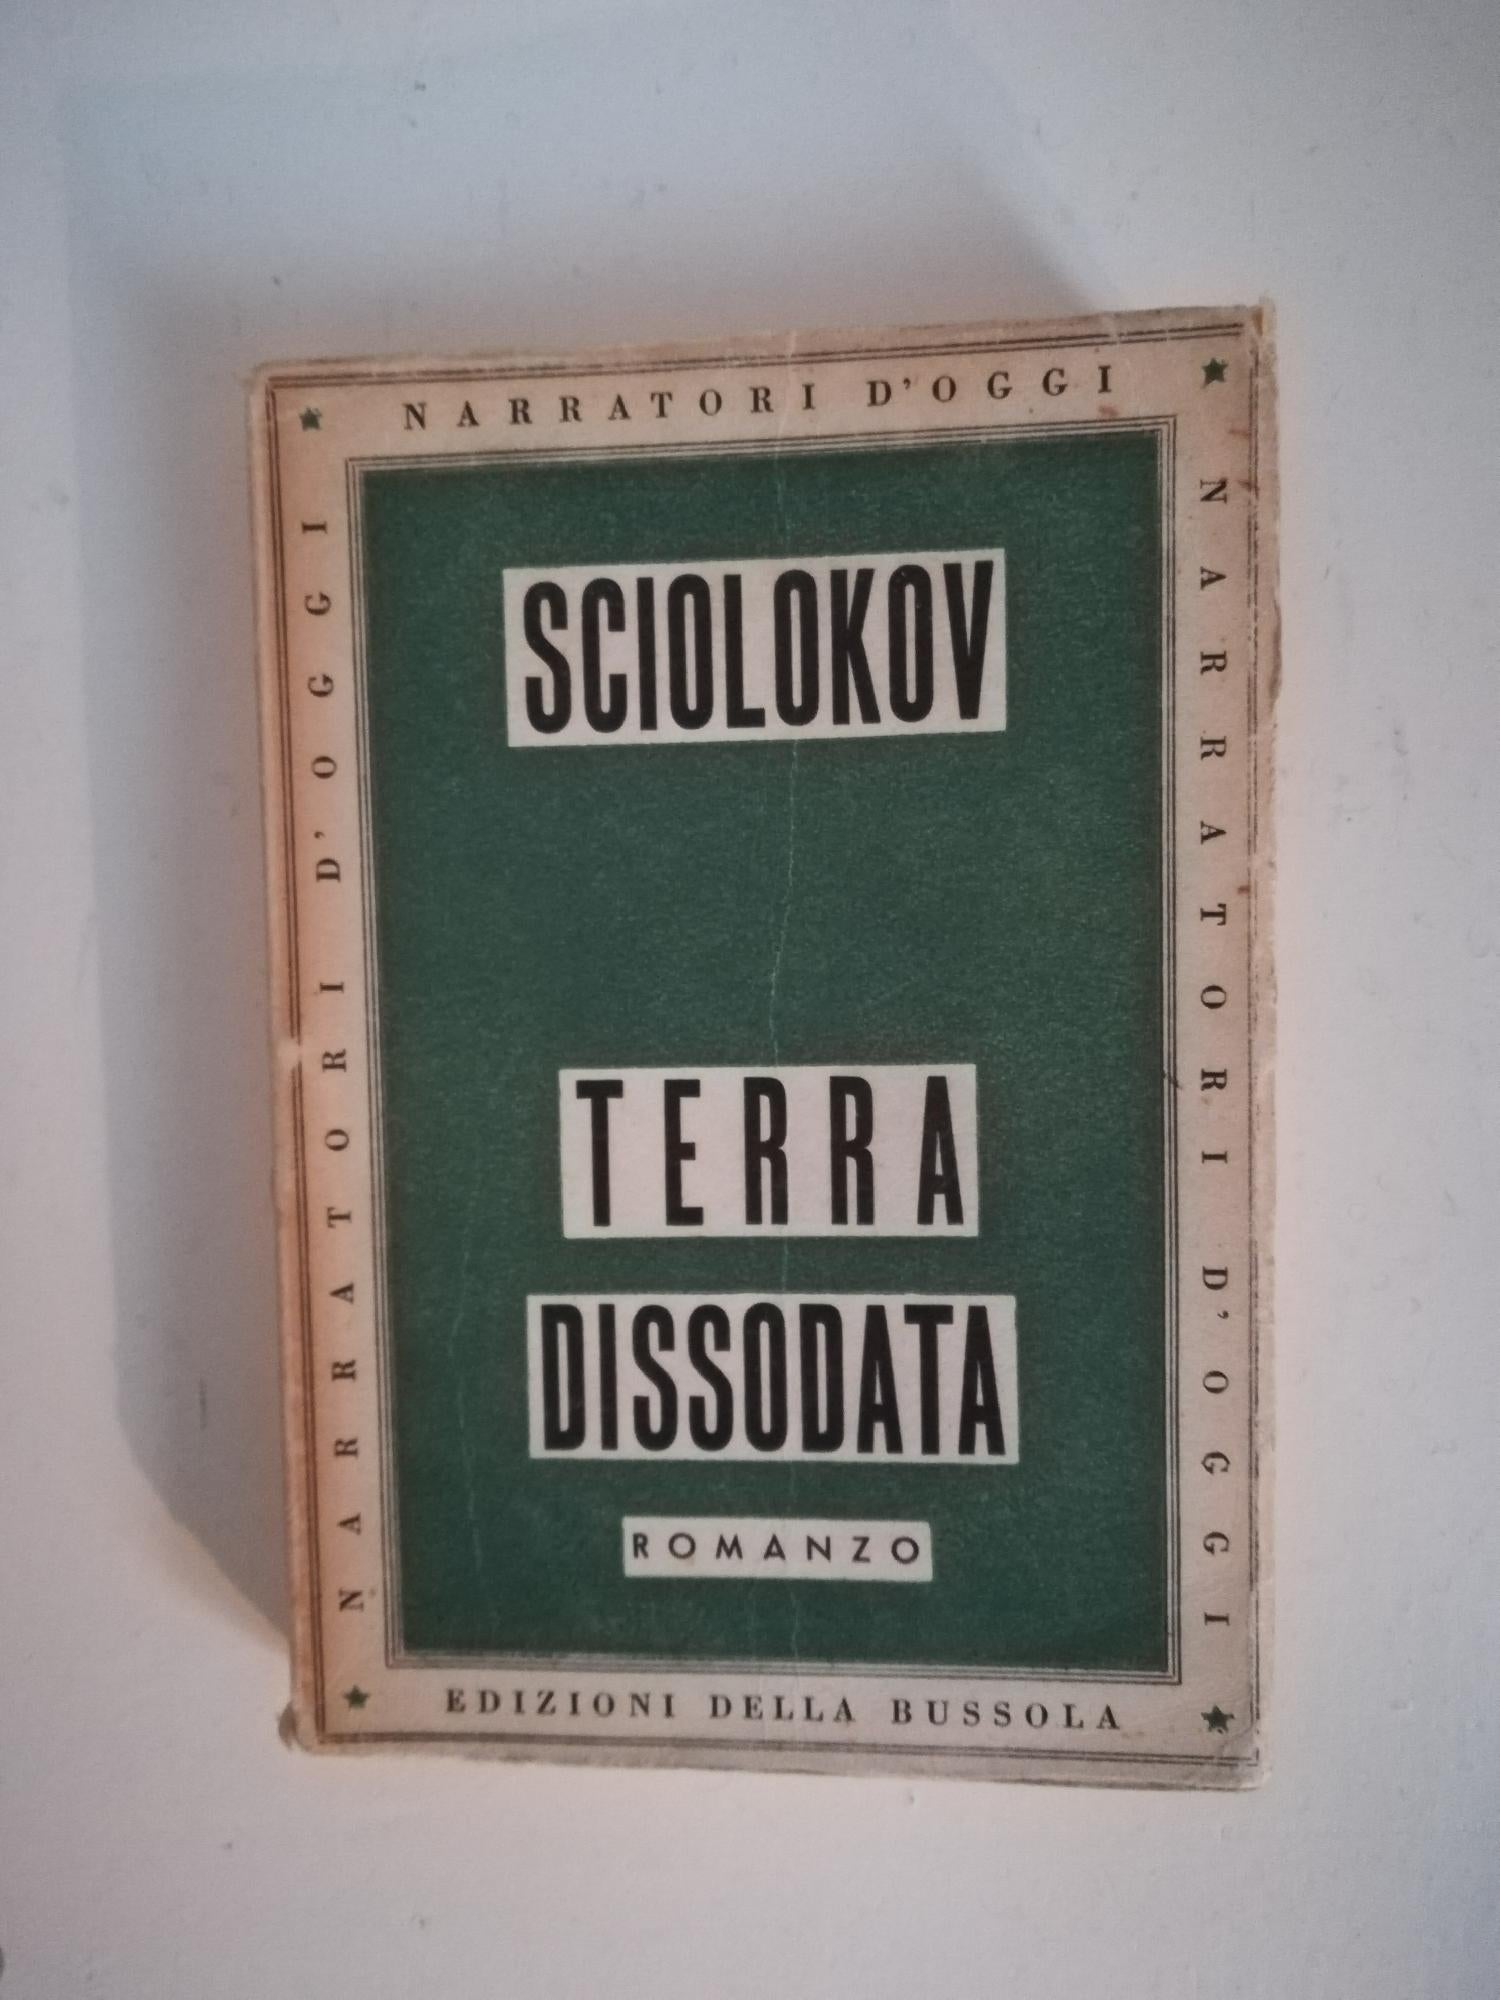 NARRATORI D'OGGI
NARRATORI D'OGGI
NARRATORI D'OGGI
SCIOLOKOV
TERRA
DISSODATA
ROMANZO
EDIZIONI DELLA BUSSOLA